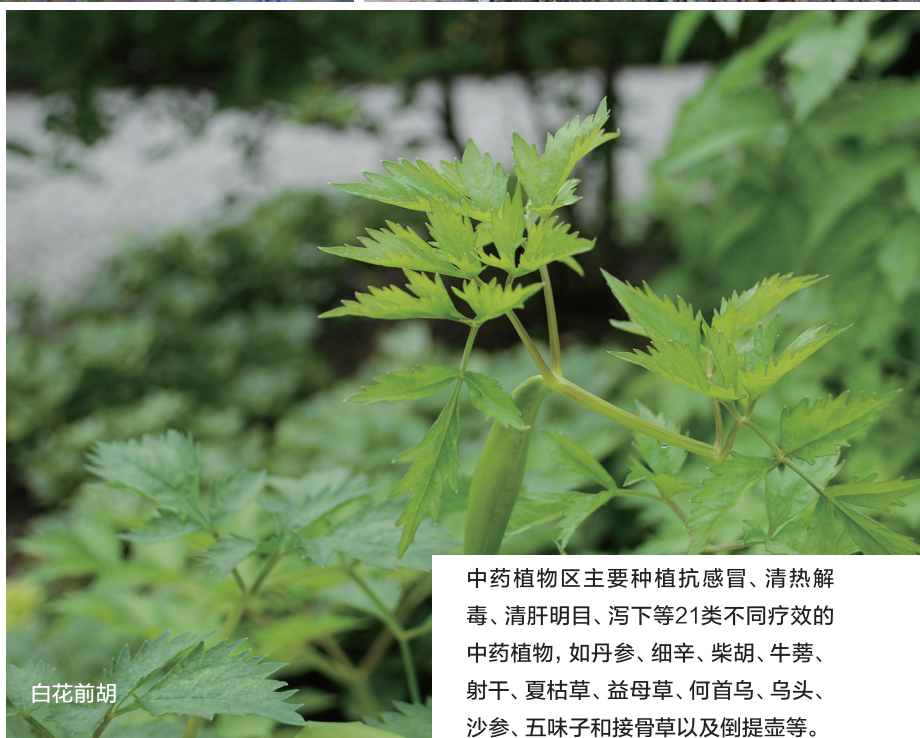 中药植物区主要种植抗感冒、清热解
毒、清肝明目、泻下等21类不同疗效的
中药植物，如丹参、细辛、柴胡、牛蒡、
射干、夏枯草、益母草、何首乌、乌头、
沙参、五味子和接骨草以及倒提壶等。
白花前胡